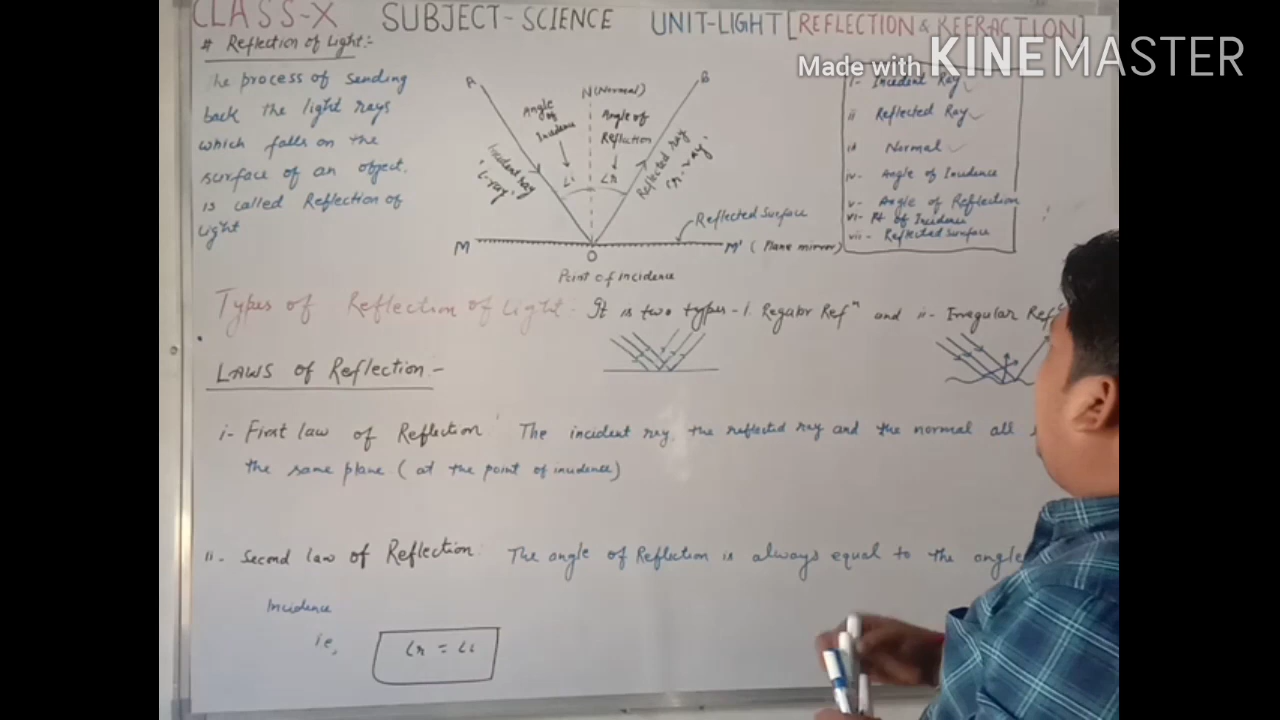 CLASS-X SUBJECT-SCIENCE UNIT-LIGHT [REFLECTION & REFRACTION]
Made with KINEMASTER
# Reflection of Light:-
The process of sending
back the light rays
which falls on the
surface of an object.
is called Reflection of
Light
A
N (Normal)
B
Angle
of
Incidence
Angle of
Reflection
Incident ray
"i-ray"
∠i
∠r
Reflected ray
"r-ray"
Reflected Surface
M
O
M' (Plane mirror)
Point of incidence
i- Incident Ray
ii Reflected Ray
Normal
iv- Angle of Incidence
v- Angle of Reflection
vi- Pt of Incidence
vii- Reflected Surface
Types of Reflection of Light: It is two types - i. Regular Refⁿ and ii- Irregular Ref
LAWS of Reflection:-
i- First law of Reflection: The incident ray, the reflected ray and the normal all
the same plane (at the point of incidence)
ii- Second law of Reflection: The angle of Reflection is always equal to the angle
Incidence
ie,
∠r = ∠i